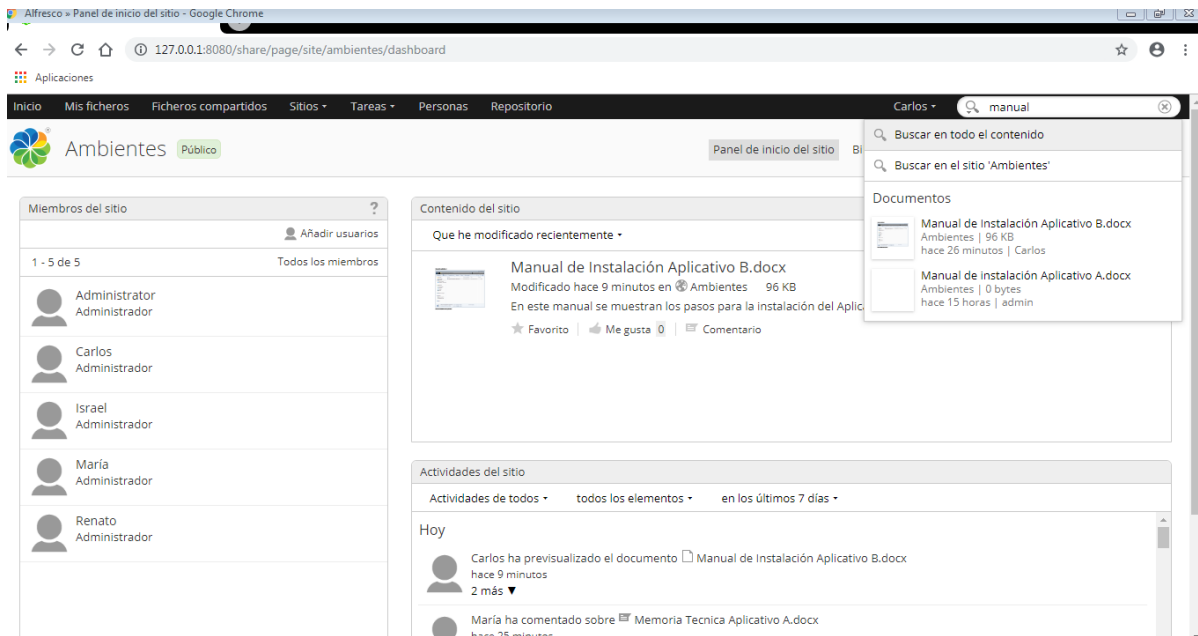 Alfresco » Panel de inicio del sitio - Google Chrome
127.0.0.1:8080/share/page/site/ambientes/dashboard
Aplicaciones
Inicio Mis ficheros Ficheros compartidos Sitios Tareas Personas Repositorio Carlos manual
Ambientes Público Panel de inicio del sitio Bi
Buscar en todo el contenido
Buscar en el sitio 'Ambientes'
Documentos
Manual de Instalación Aplicativo B.docx
Ambientes | 96 KB
hace 26 minutos | Carlos
Manual de instalación Aplicativo A.docx
Ambientes | 0 bytes
hace 15 horas | admin
Miembros del sitio ?
Añadir usuarios
1 - 5 de 5 Todos los miembros
Administrator
Administrador
Carlos
Administrador
Israel
Administrador
María
Administrador
Renato
Administrador
Contenido del sitio
Que he modificado recientemente
Manual de Instalación Aplicativo B.docx
Modificado hace 9 minutos en Ambientes 96 KB
En este manual se muestran los pasos para la instalación del Aplic
Favorito Me gusta 0 Comentario
Actividades del sitio
Actividades de todos todos los elementos en los últimos 7 días
Hoy
Carlos ha previsualizado el documento Manual de Instalación Aplicativo B.docx
hace 9 minutos
2 más ▼
María ha comentado sobre Memoria Tecnica Aplicativo A.docx
hace 25 minutos